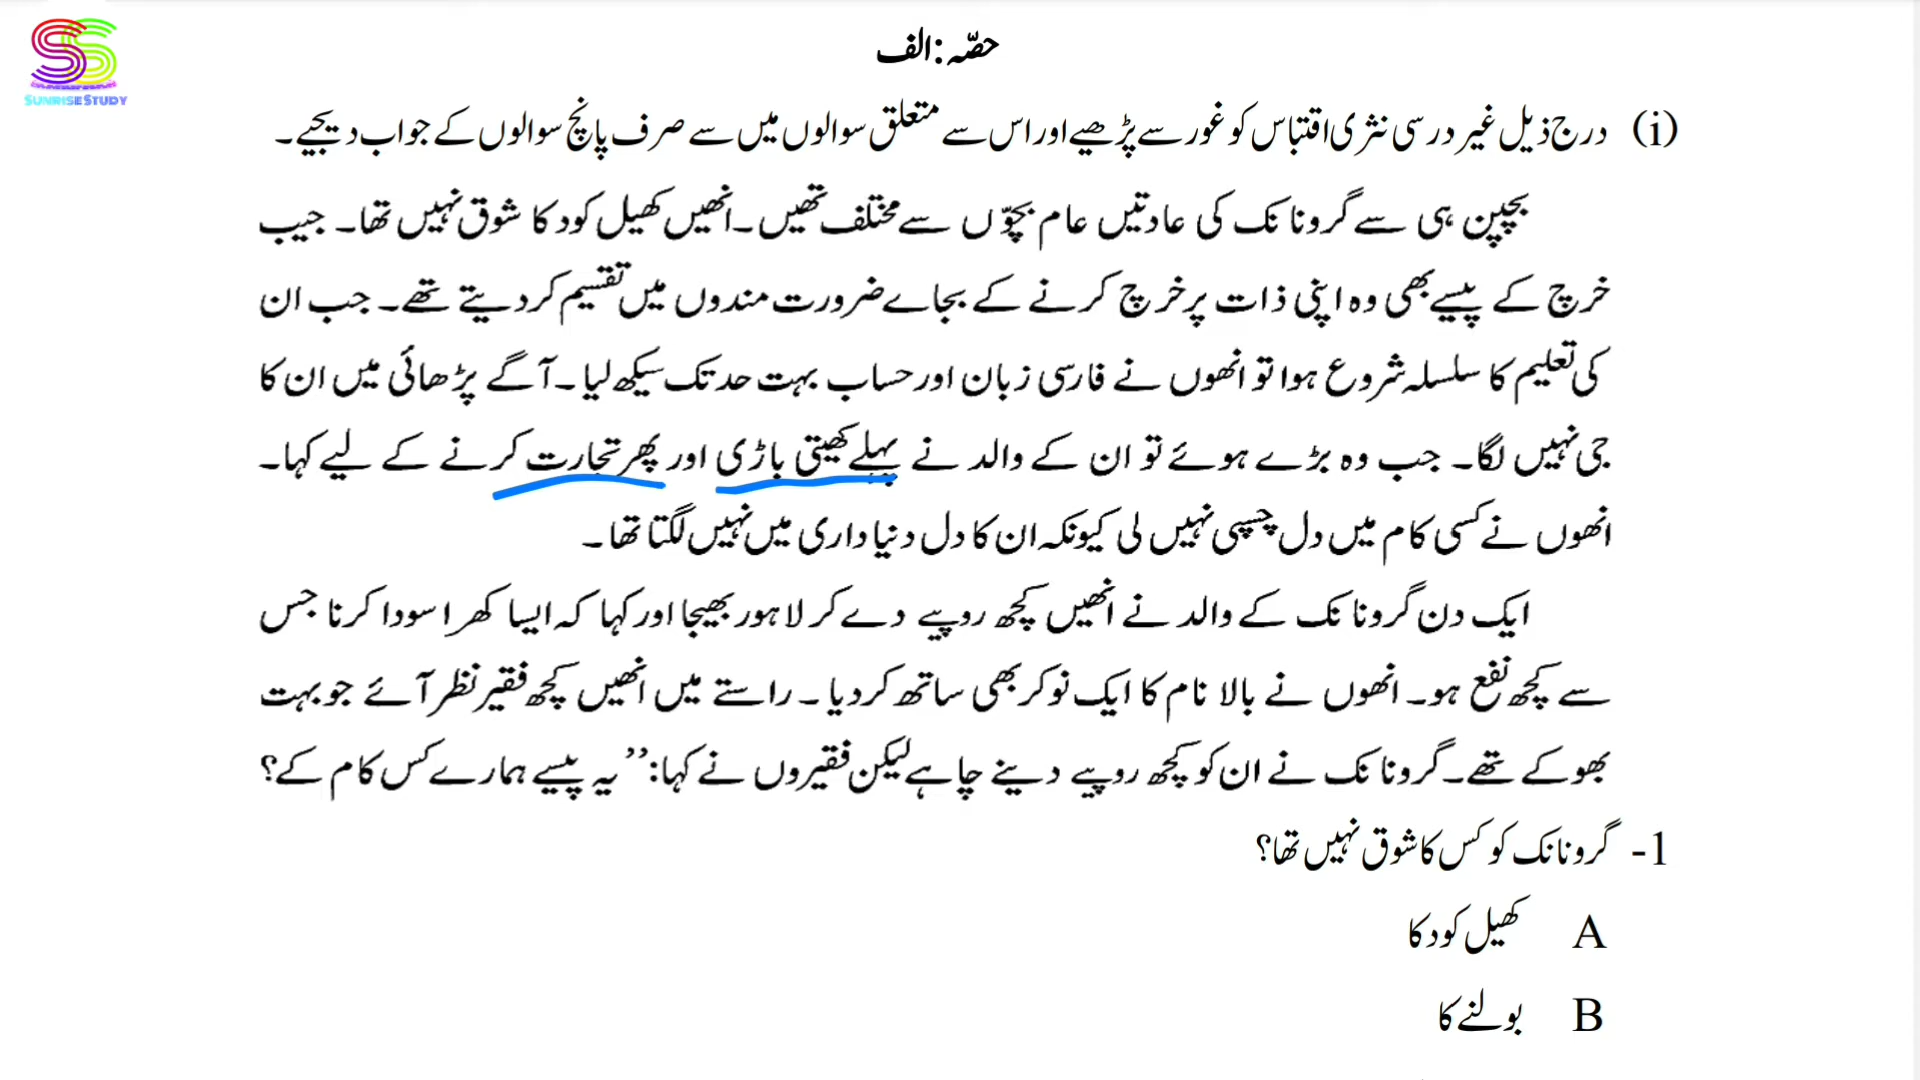 SUNRISE STUDY
حصّہ : الف
(i) درج ذیل غیر درسی نثری اقتباس کو غور سے پڑھیے اور اس سے متعلق سوالوں میں سے صرف پانچ سوالوں کے جواب دیجیے۔
بچپن ہی سے گرو نانک کی عادتیں عام بچوّں سے مختلف تھیں۔ انھیں کھیل کود کا شوق نہیں تھا۔ جیب
خرچ کے پیسے بھی وہ اپنی ذات پر خرچ کرنے کے بجاے ضرورت مندوں میں تقسیم کر دیتے تھے۔ جب ان
کی تعلیم کا سلسلہ شروع ہوا تو انھوں نے فارسی زبان اور حساب بہت حد تک سیکھ لیا۔ آگے پڑھائی میں ان کا
جی نہیں لگا۔ جب وہ بڑے ہوئے تو ان کے والد نے پہلے کھیتی باڑی اور پھر تجارت کرنے کے لیے کہا۔
انھوں نے کسی کام میں دل چسپی نہیں لی کیونکہ ان کا دل دنیا داری میں نہیں لگتا تھا۔
ایک دن گرو نانک کے والد نے انھیں کچھ روپیے دے کر لاہور بھیجا اور کہا کہ ایسا کھرا سودا کرنا جس
سے کچھ نفع ہو۔ انھوں نے بالا نام کا ایک نوکر بھی ساتھ کر دیا۔ راستے میں انھیں کچھ فقیر نظر آئے جو بہت
بھوکے تھے۔ گرو نانک نے ان کو کچھ روپیے دینے چاہے لیکن فقیروں نے کہا: ’’یہ پیسے ہمارے کس کام کے؟
1- گرو نانک کو کس کا شوق نہیں تھا؟
A کھیل کود کا
B بولنے کا